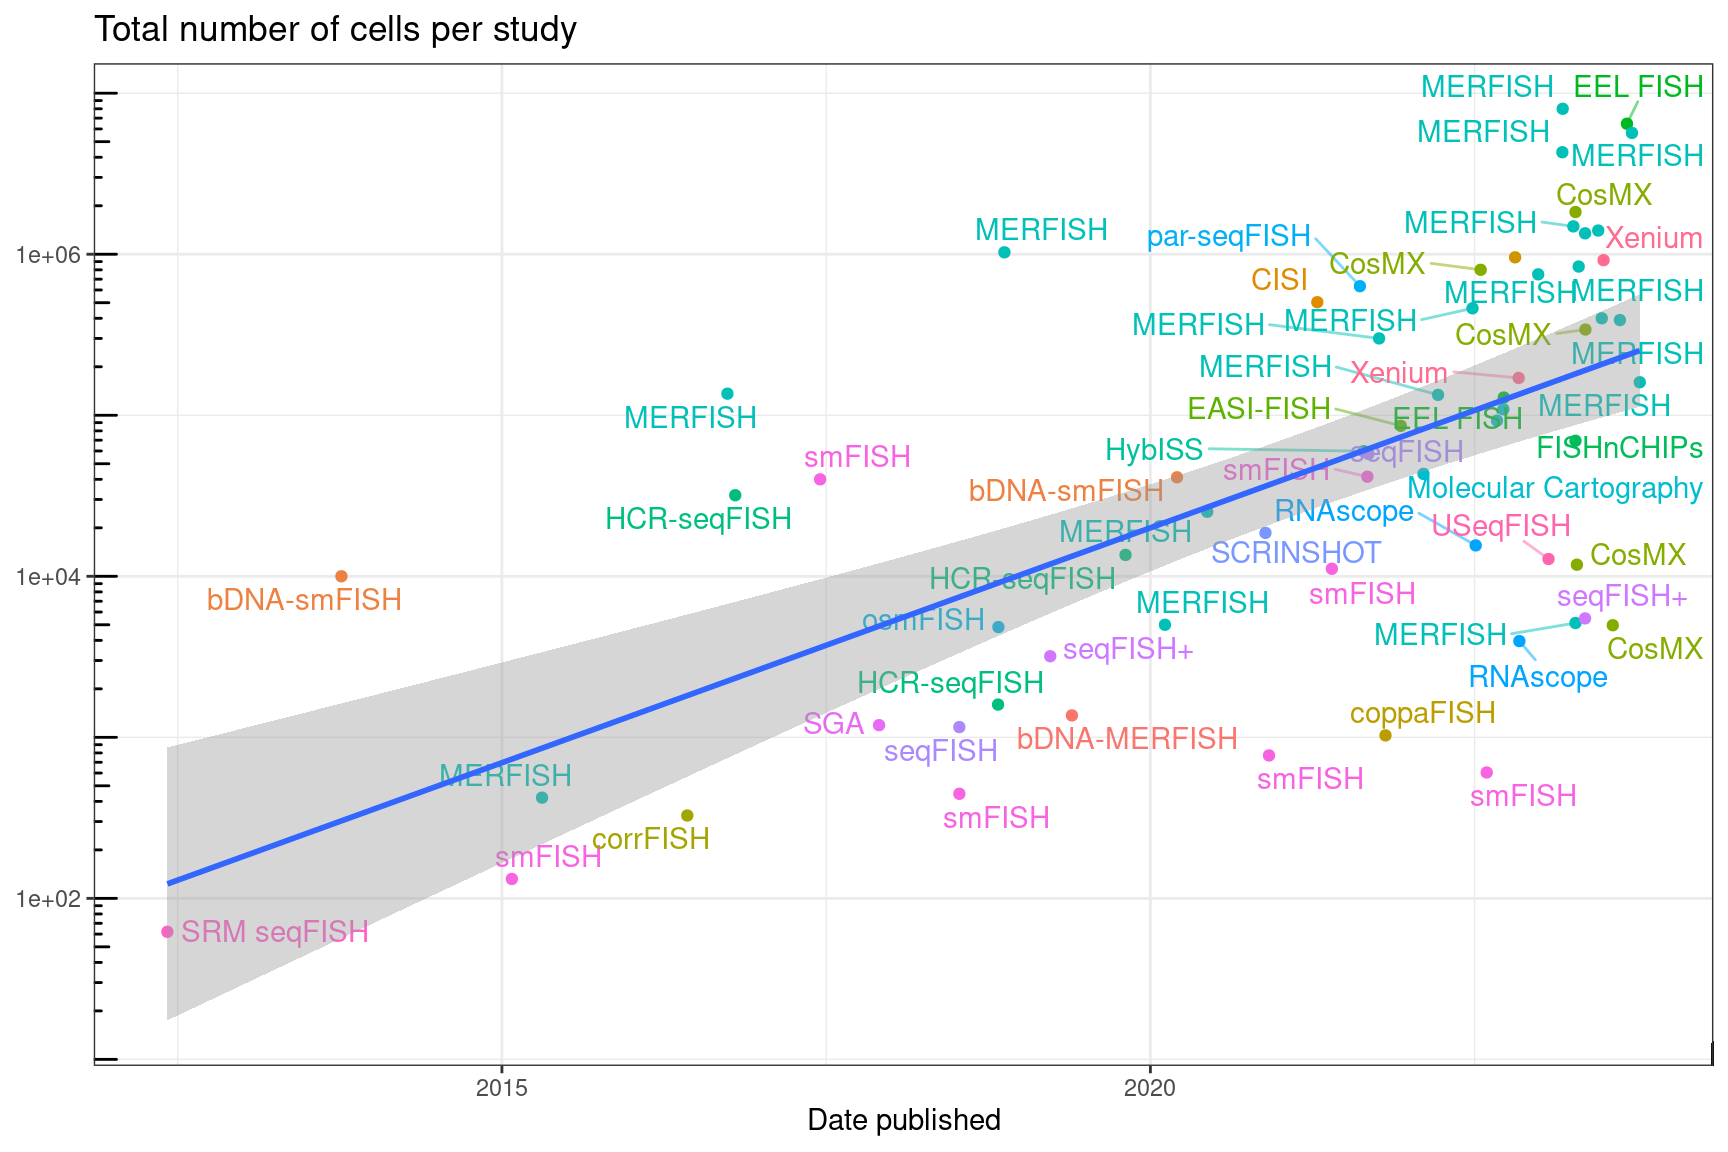 Total number of cells per study
MERFISH
EEL FISH
MERFISH
MERFISH
CosMX
MERFISH
MERFISH
par-seqFISH
Xenium
1e+06
CosMX
CISI
MERFISH
MERFISH
MERFISH
MERFISH
CosMX
MERFISH
MERFISH
Xenium
MERFISH
EASI-FISH
MERFISH
EEL FISH
HybISS
seqFISH
FISHnCHIPs
smFISH
smFISH
bDNA-smFISH
Molecular Cartography
HCR-seqFISH
RNAscope
USeqFISH
MERFISH
SCRINSHOT
CosMX
1e+04
HCR-seqFISH
bDNA-smFISH
smFISH
seqFISH+
MERFISH
osmFISH
MERFISH
seqFISH+
CosMX
RNAscope
HCR-seqFISH
SGA
coppaFISH
seqFISH
bDNA-MERFISH
MERFISH
smFISH
smFISH
smFISH
corrFISH
smFISH
1e+02
SRM seqFISH
2015
2020
Date published